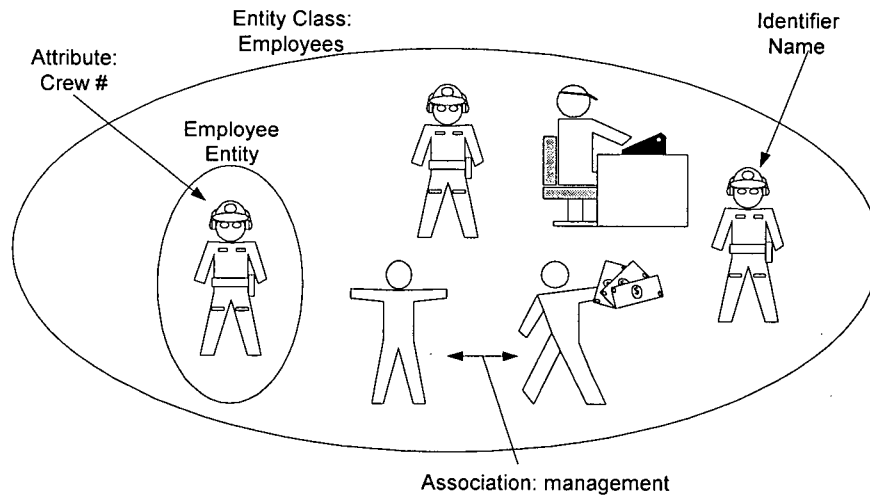 Entity Class:
Employees
Identifier
Name
Attribute:
Crew #
Employee
Entity
$
Association: management